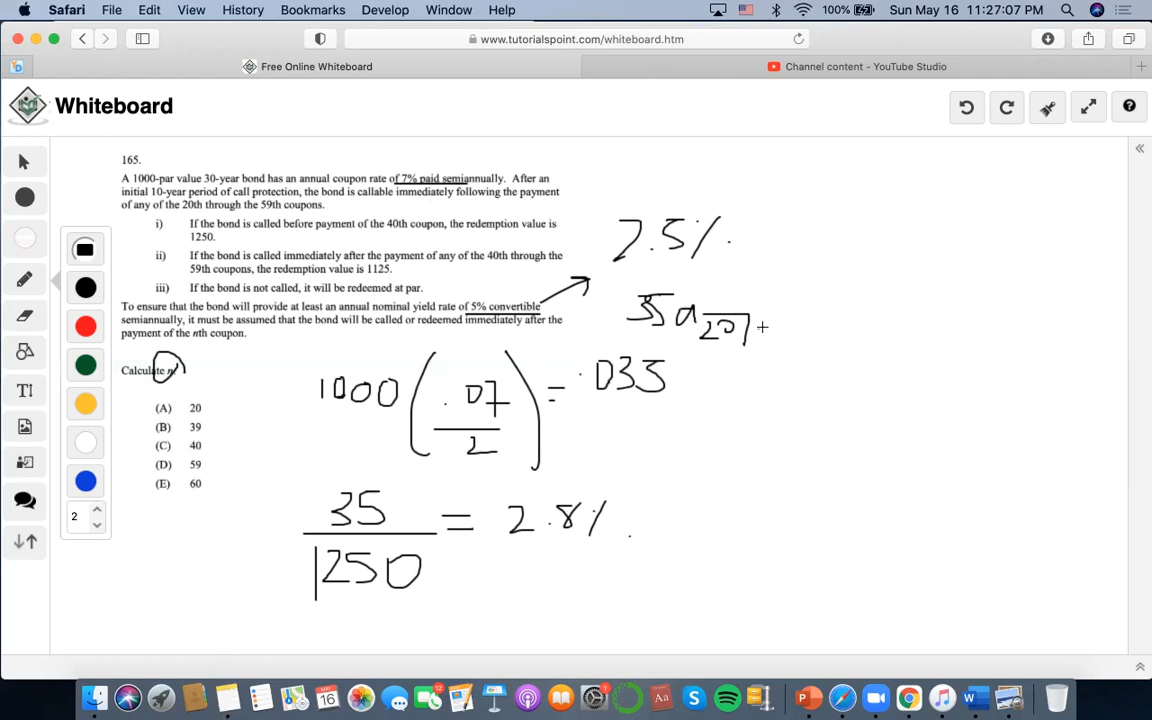 Safari File Edit View History Bookmarks Develop Window Help 100% Sun May 16 11:27:07 PM
www.tutorialspoint.com/whiteboard.htm
Free Online Whiteboard Channel content - YouTube Studio
Whiteboard
165.
A 1000-par value 30-year bond has an annual coupon rate of 7% paid semiannually. After an
initial 10-year period of call protection, the bond is callable immediately following the payment
of any of the 20th through the 59th coupons.
i) If the bond is called before payment of the 40th coupon, the redemption value is
1250.
ii) If the bond is called immediately after the payment of any of the 40th through the
59th coupons, the redemption value is 1125.
iii) If the bond is not called, it will be redeemed at par.
To ensure that the bond will provide at least an annual nominal yield rate of 5% convertible
semiannually, it must be assumed that the bond will be called or redeemed immediately after the
payment of the nth coupon.
Calculate n.
(A) 20
(B) 39
(C) 40
(D) 59
(E) 60
2.5%.
35 a 20
1000 ( .07 / 2 ) = .035
35 / 1250 = 2.8%.
2
12
16